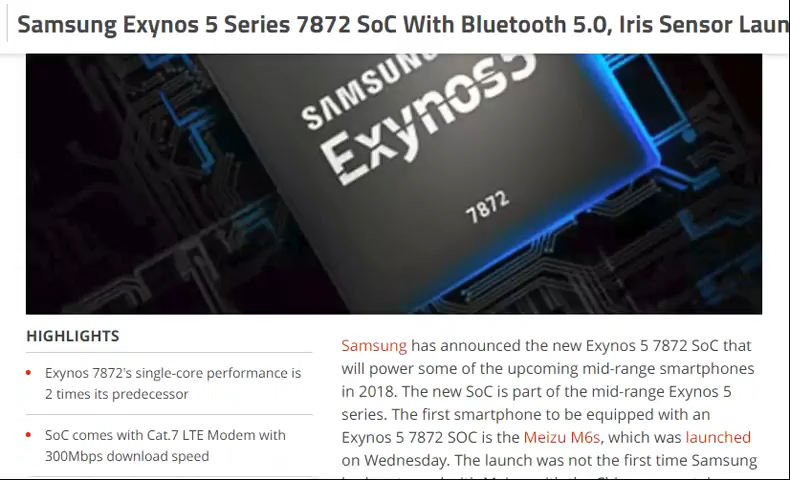 Samsung Exynos 5 Series 7872 SoC With Bluetooth 5.0, Iris Sensor Laun
SAMSUNG
Exynos5
7872
HIGHLIGHTS
Exynos 7872's single-core performance is
2 times its predecessor
SoC comes with Cat.7 LTE Modem with
300Mbps download speed
Samsung has announced the new Exynos 5 7872 SoC that
will power some of the upcoming mid-range smartphones
in 2018. The new SoC is part of the mid-range Exynos 5
series. The first smartphone to be equipped with an
Exynos 5 7872 SOC is the Meizu M6s, which was launched
on Wednesday. The launch was not the first time Samsung